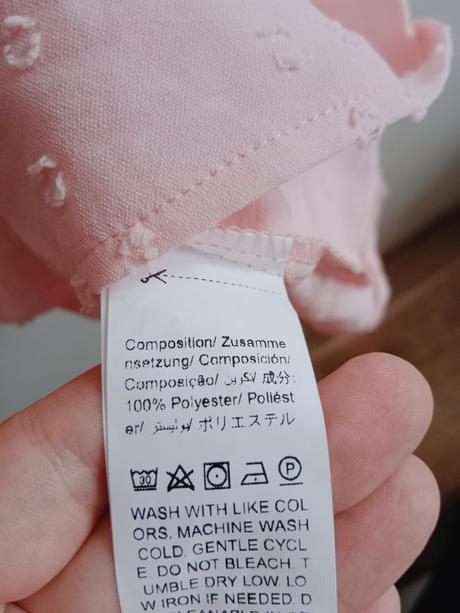 Composition/ Zusamme
nsetzung/ Composición/
Composição/ تكوين/ 成分:
100% Polyester/ Poliést
er/ بوليستر/ ポリエステル
30 P
WASH WITH LIKE COL
ORS. MACHINE WASH
COLD, GENTLE CYCL
E. DO NOT BLEACH. T
UMBLE DRY LOW. LO
W IRON IF NEEDED. D